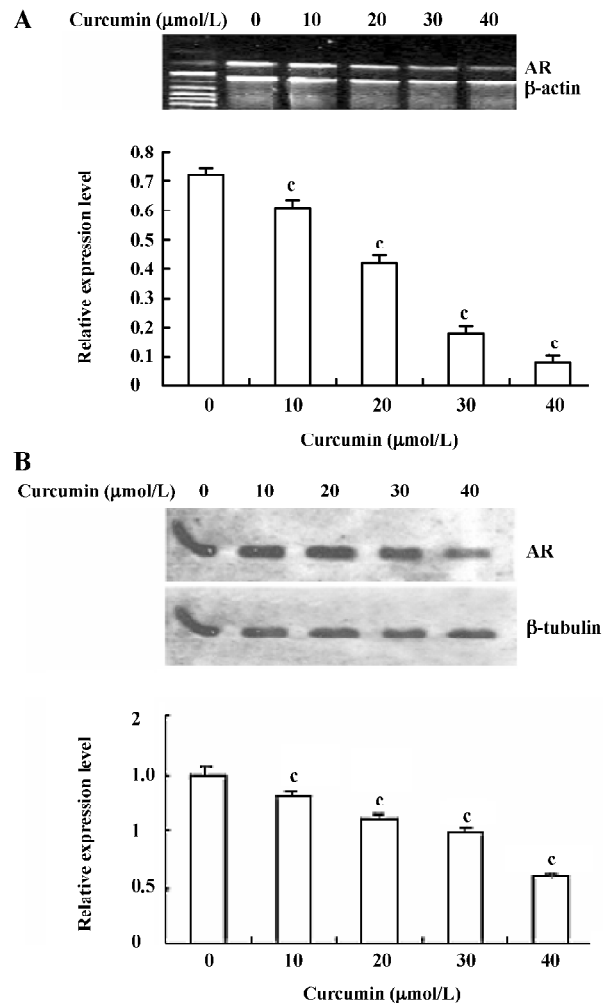 A
Curcumin (μmol/L) 0 10 20 30 40
AR
β-actin
Relative expression level
0.8
0.7
0.6
0.5
0.4
0.3
0.2
0.1
0
c
c
c
c
0 10 20 30 40
Curcumin (μmol/L)
B
Curcumin (μmol/L) 0 10 20 30 40
AR
β-tubulin
Relative expression level
2
1.0
1
0.5
0
c
c
c
c
0 10 20 30 40
Curcumin (μmol/L)